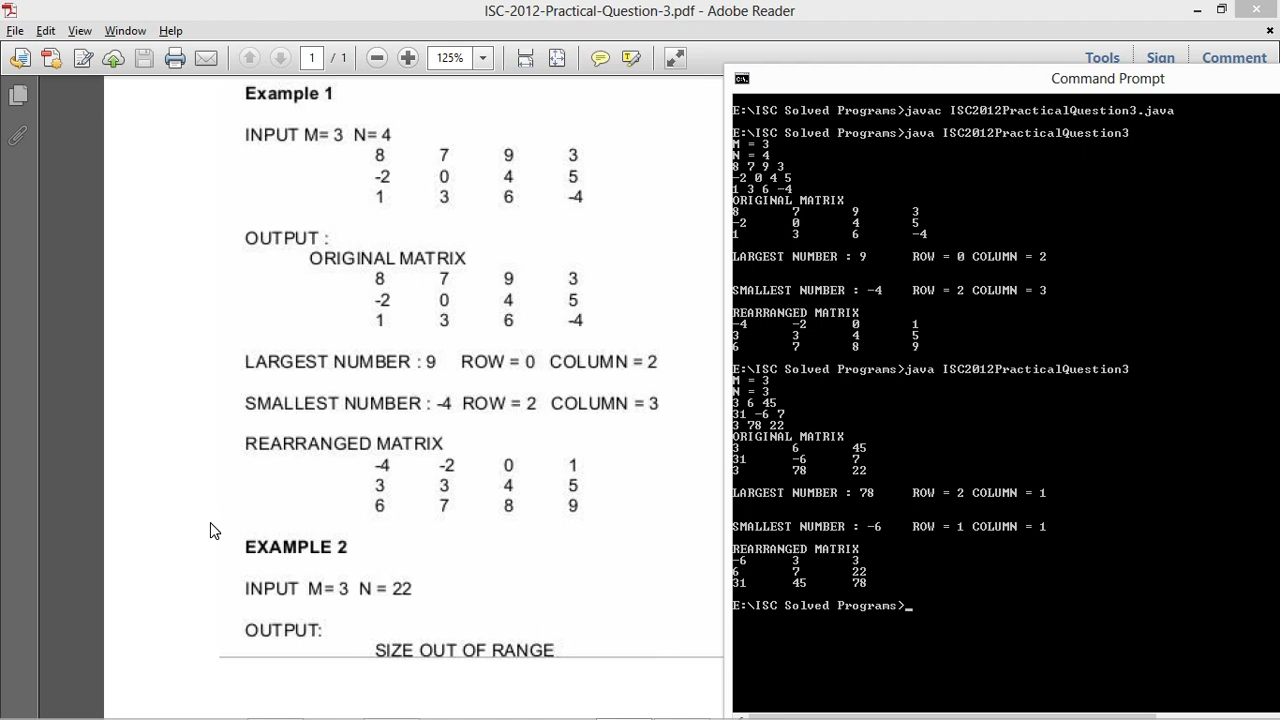 ISC-2012-Practical-Question-3.pdf - Adobe Reader
File Edit View Window Help
1 / 1 125% Tools Sign Comment
Example 1
INPUT M= 3 N= 4
8 7 9 3
-2 0 4 5
1 3 6 -4
OUTPUT :
ORIGINAL MATRIX
8 7 9 3
-2 0 4 5
1 3 6 -4
LARGEST NUMBER : 9 ROW = 0 COLUMN = 2
SMALLEST NUMBER : -4 ROW = 2 COLUMN = 3
REARRANGED MATRIX
-4 -2 0 1
3 3 4 5
6 7 8 9
EXAMPLE 2
INPUT M= 3 N = 22
OUTPUT:
SIZE OUT OF RANGE
Command Prompt
E:\ISC Solved Programs>javac ISC2012PracticalQuestion3.java
E:\ISC Solved Programs>java ISC2012PracticalQuestion3
M = 3
N = 4
8 7 9 3
-2 0 4 5
1 3 6 -4
ORIGINAL MATRIX
8 7 9 3
-2 0 4 5
1 3 6 -4
LARGEST NUMBER : 9 ROW = 0 COLUMN = 2
SMALLEST NUMBER : -4 ROW = 2 COLUMN = 3
REARRANGED MATRIX
-4 -2 0 1
3 3 4 5
6 7 8 9
E:\ISC Solved Programs>java ISC2012PracticalQuestion3
M = 3
N = 3
3 6 45
31 -6 7
3 78 22
ORIGINAL MATRIX
3 6 45
31 -6 7
3 78 22
LARGEST NUMBER : 78 ROW = 2 COLUMN = 1
SMALLEST NUMBER : -6 ROW = 1 COLUMN = 1
REARRANGED MATRIX
-6 3 3
6 7 22
31 45 78
E:\ISC Solved Programs>_